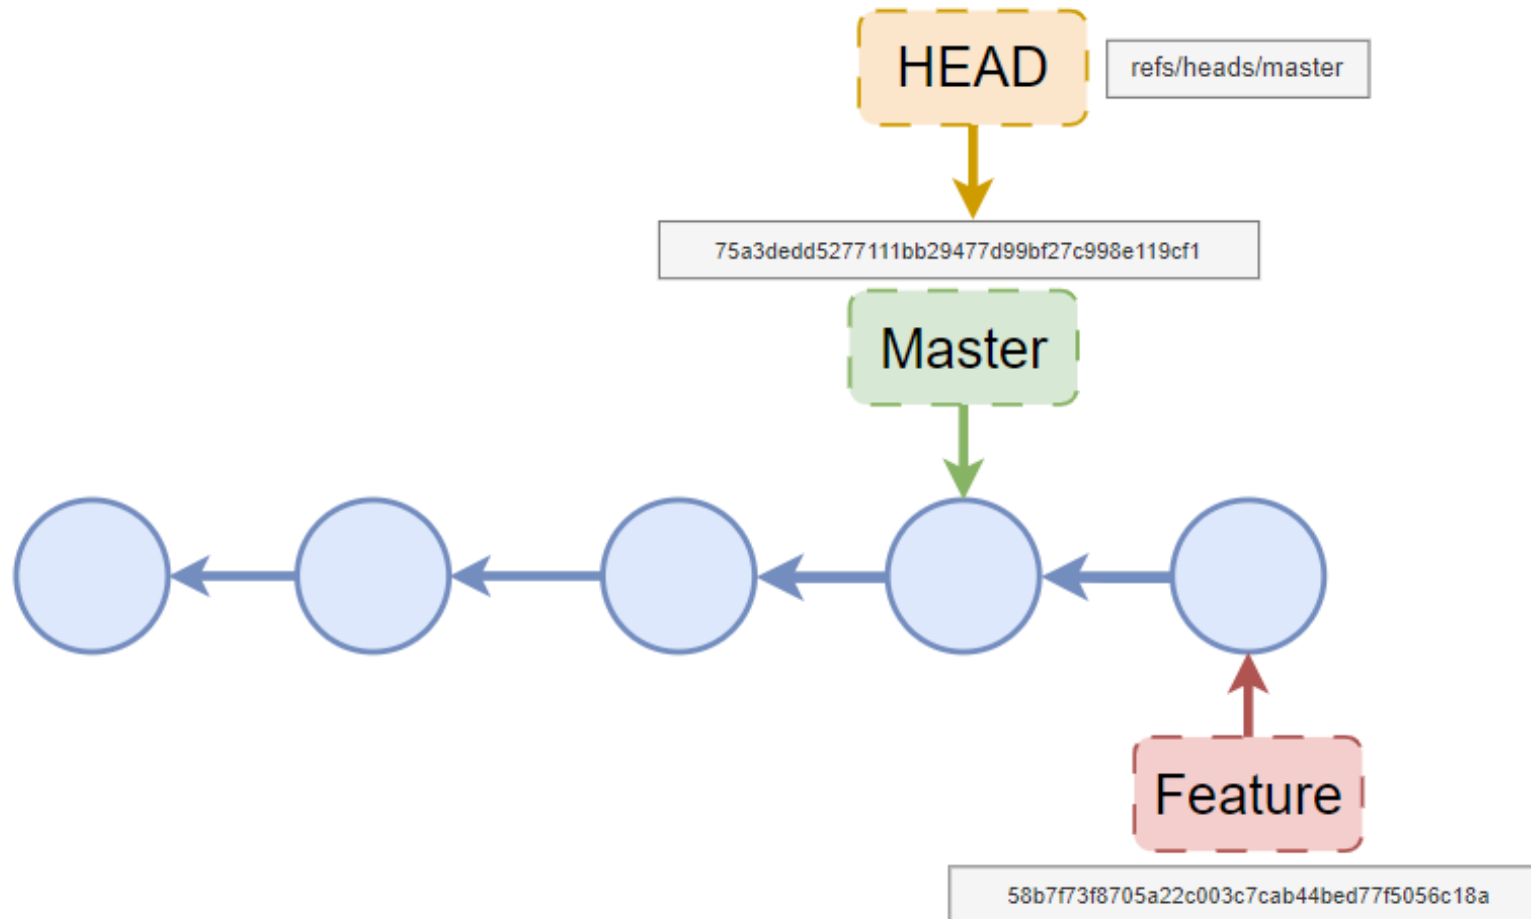 HEAD
refs/heads/master
75a3dedd5277111bb29477d99bf27c998e119cf1
Master
Feature
58b7f73f8705a22c003c7cab44bed77f5056c18a